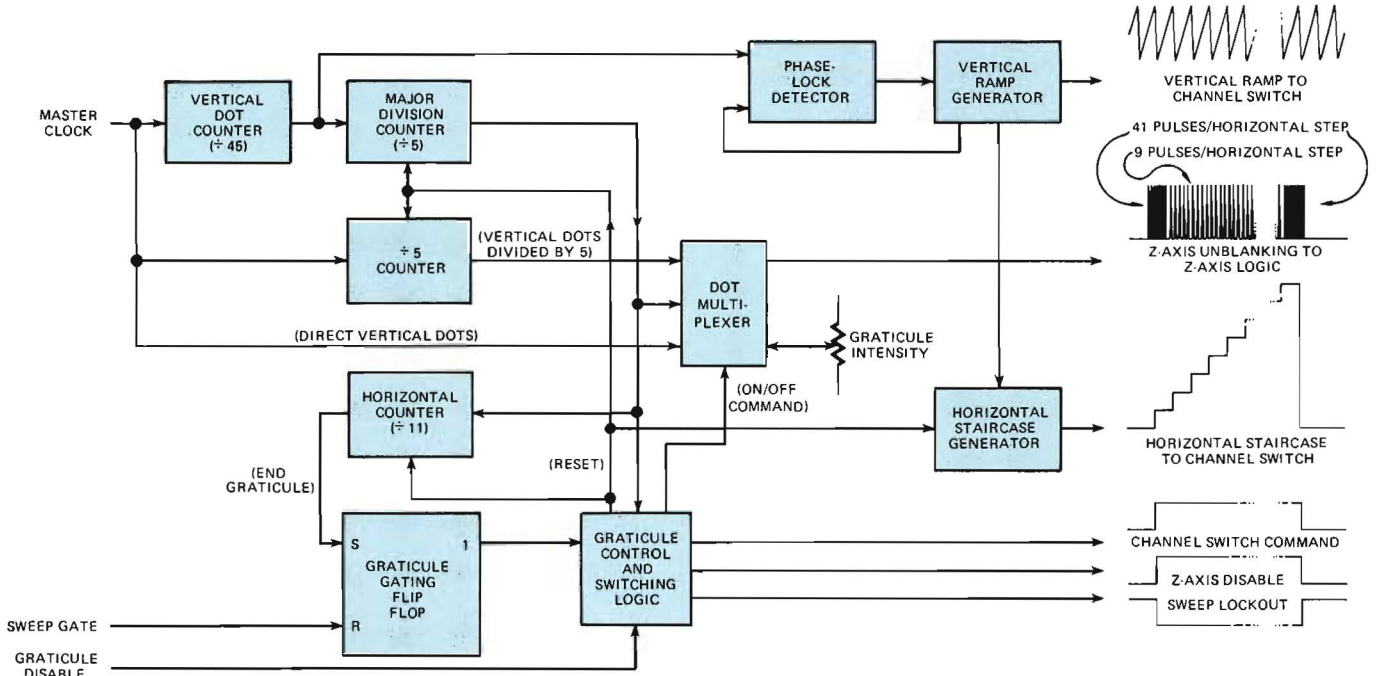 MASTER
CLOCK
VERTICAL
DOT
COUNTER
(÷ 45)
MAJOR
DIVISION
COUNTER
(÷5)
PHASE-
LOCK
DETECTOR
VERTICAL
RAMP
GENERATOR
VERTICAL RAMP TO
CHANNEL SWITCH
41 PULSES/HORIZONTAL STEP
9 PULSES/HORIZONTAL STEP
÷ 5
COUNTER
(VERTICAL DOTS
DIVIDED BY 5)
DOT
MULTI-
PLEXER
Z-AXIS UNBLANKING TO
Z-AXIS LOGIC
(DIRECT VERTICAL DOTS)
GRATICULE
INTENSITY
HORIZONTAL
COUNTER
(÷ 11)
(ON/OFF
COMMAND)
HORIZONTAL
STAIRCASE
GENERATOR
HORIZONTAL STAIRCASE
TO CHANNEL SWITCH
(END
GRATICULE)
(RESET)
S
1
GRATICULE
GATING
FLIP
FLOP
R
GRATICULE
CONTROL
AND
SWITCHING
LOGIC
CHANNEL SWITCH COMMAND
Z-AXIS DISABLE
SWEEP LOCKOUT
SWEEP GATE
GRATICULE
DISABLE